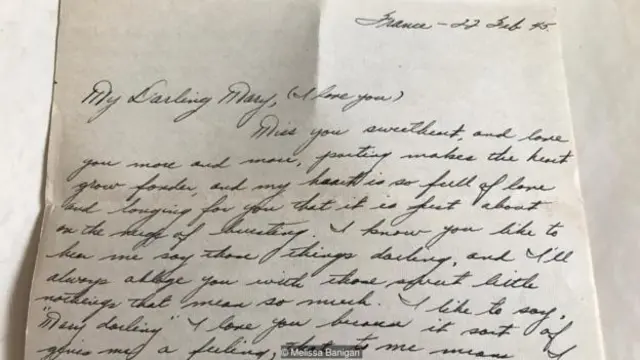 France - 22 Feb 45.
My Darling Mary, (I love you)
Miss you sweetheart, and love
you more and more, parting makes the heart
grow fonder, and my heart is so full of love
and longing for you that it is just about
on the verge of bursting. I know you like to
hear me say those things darling, and I'll
always oblige you with those sweet little
nothings that mean so much. I like to say,
"Mary darling" I love you because it sort of
gives me a feeling, that to me means I
© Melissa Banigan